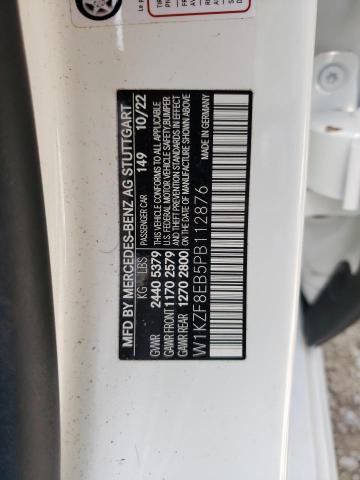 MFD BY MERCEDES-BENZ AG STUTTGART
PASSENGER CAR 149 10/22
KG LBS
GVWR 2440 5379
GAWR FRONT 1170 2579
GAWR REAR 1270 2800
THIS VEHICLE CONFORMS TO ALL APPLICABLE
U.S. FEDERAL MOTOR VEHICLE SAFETY, BUMPER
AND THEFT PREVENTION STANDARDS IN EFFECT
ON THE DATE OF MANUFACTURE SHOWN ABOVE
MADE IN GERMANY
W1KZF8EB5PB112876